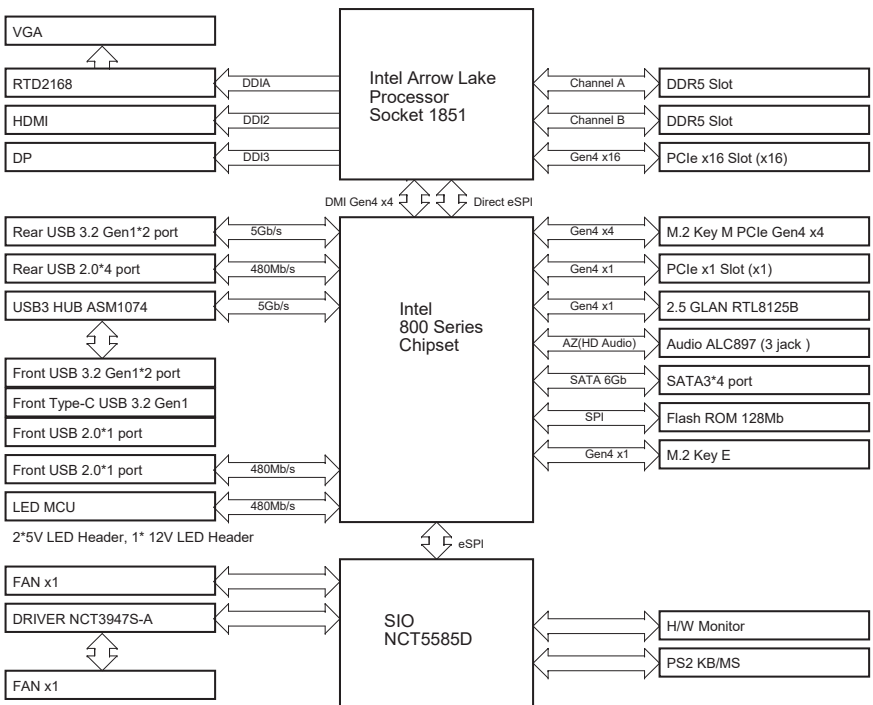 VGA
RTD2168
DDIA
HDMI
DDI2
DP
DDI3
Intel Arrow Lake
Processor
Socket 1851
Channel A
DDR5 Slot
Channel B
DDR5 Slot
Gen4 x16
PCIe x16 Slot (x16)
DMI Gen4 x4
Direct eSPI
Rear USB 3.2 Gen1*2 port
5Gb/s
Rear USB 2.0*4 port
480Mb/s
USB3 HUB ASM1074
5Gb/s
Front USB 3.2 Gen1*2 port
Front Type-C USB 3.2 Gen1
Front USB 2.0*1 port
Front USB 2.0*1 port
480Mb/s
LED MCU
480Mb/s
2*5V LED Header, 1* 12V LED Header
Intel
800 Series
Chipset
Gen4 x4
M.2 Key M PCIe Gen4 x4
Gen4 x1
PCIe x1 Slot (x1)
Gen4 x1
2.5 GLAN RTL8125B
AZ(HD Audio)
Audio ALC897 (3 jack )
SATA 6Gb
SATA3*4 port
SPI
Flash ROM 128Mb
Gen4 x1
M.2 Key E
eSPI
FAN x1
DRIVER NCT3947S-A
FAN x1
SIO
NCT5585D
H/W Monitor
PS2 KB/MS